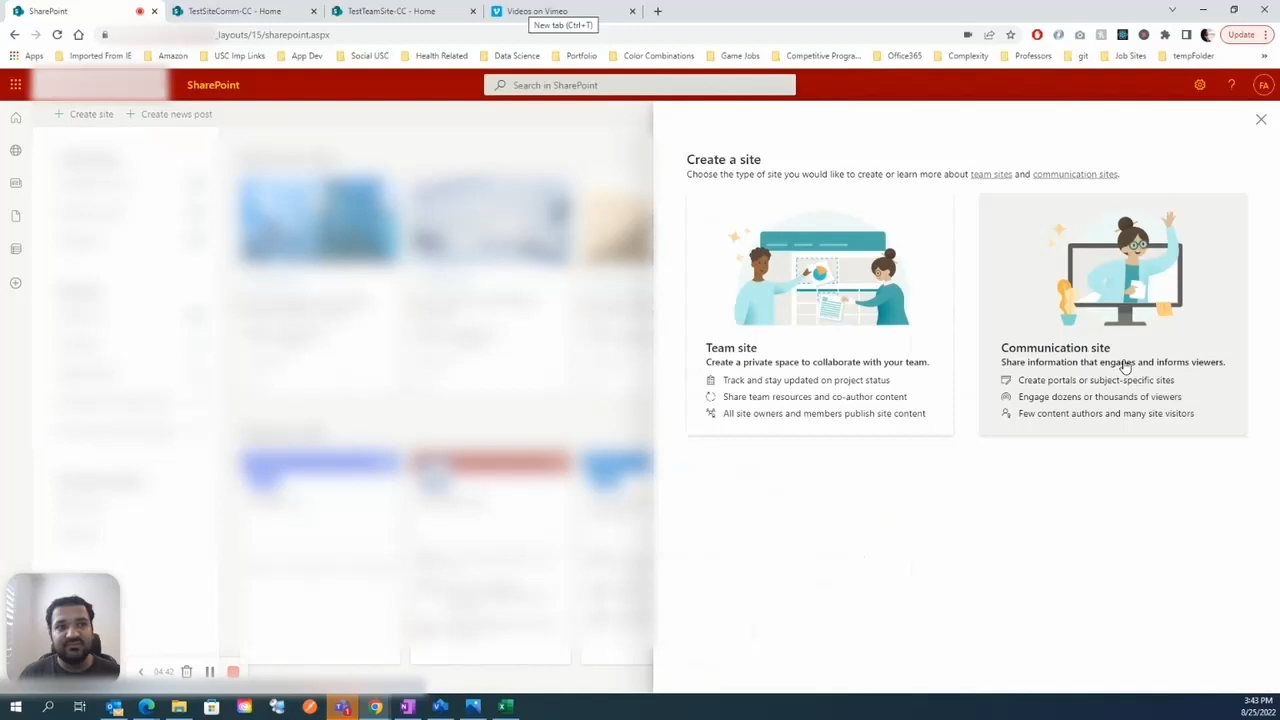 SharePoint
TestSiteComm-CC - Home
TestTeamSite-CC - Home
Videos on Vimeo
New tab (Ctrl+T)
_layouts/15/sharepoint.aspx
Update
Apps
Imported From IE
Amazon
USC Imp Links
App Dev
Social USC
Health Related
Data Science
Portfolio
Color Combinations
Game Jobs
Competitive Progra...
Office365
Complexity
Professors
git
Job Sites
tempFolder
SharePoint
Search in SharePoint
FA
Create site
Create news post
Create a site
Choose the type of site you would like to create or learn more about team sites and communication sites.
Team site
Create a private space to collaborate with your team.
Track and stay updated on project status
Share team resources and co-author content
All site owners and members publish site content
Communication site
Share information that engages and informs viewers.
Create portals or subject-specific sites
Engage dozens or thousands of viewers
Few content authors and many site visitors
04:42
3:43 PM
8/25/2022